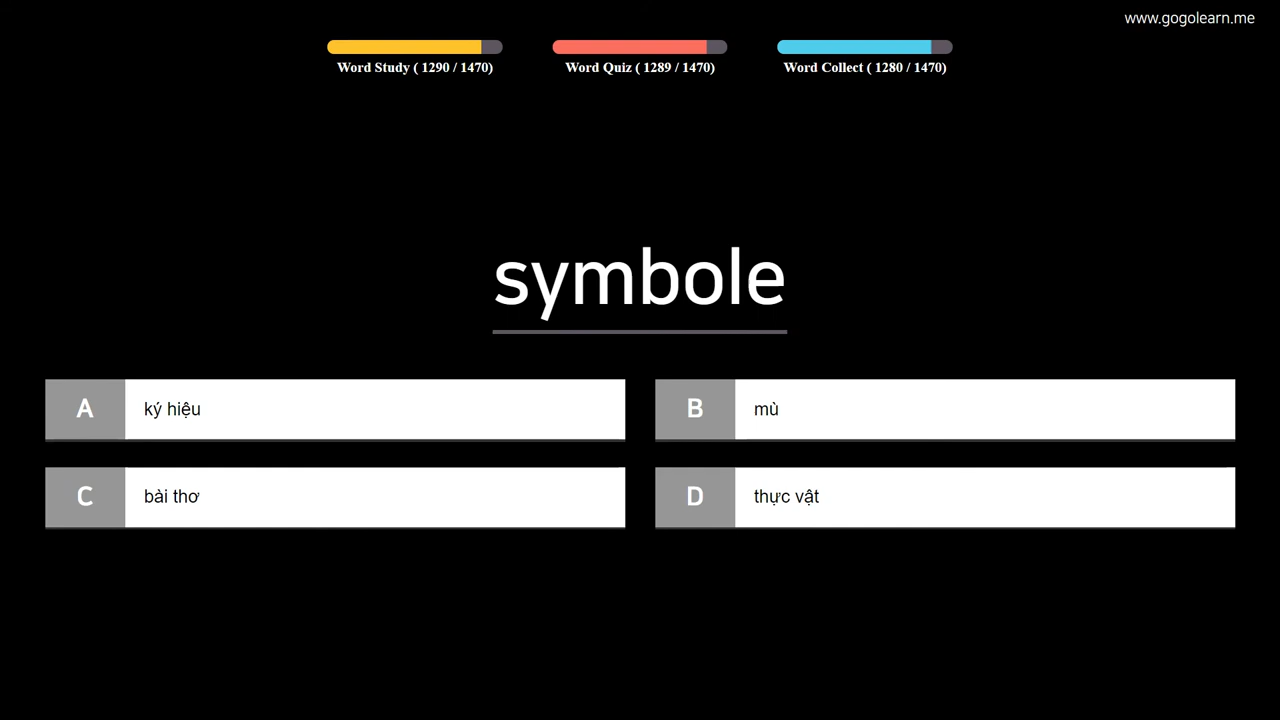 www.gogolearn.me
Word Study ( 1290 / 1470)
Word Quiz ( 1289 / 1470)
Word Collect ( 1280 / 1470)
symbole
A ký hiệu
B mù
C bài thơ
D thực vật